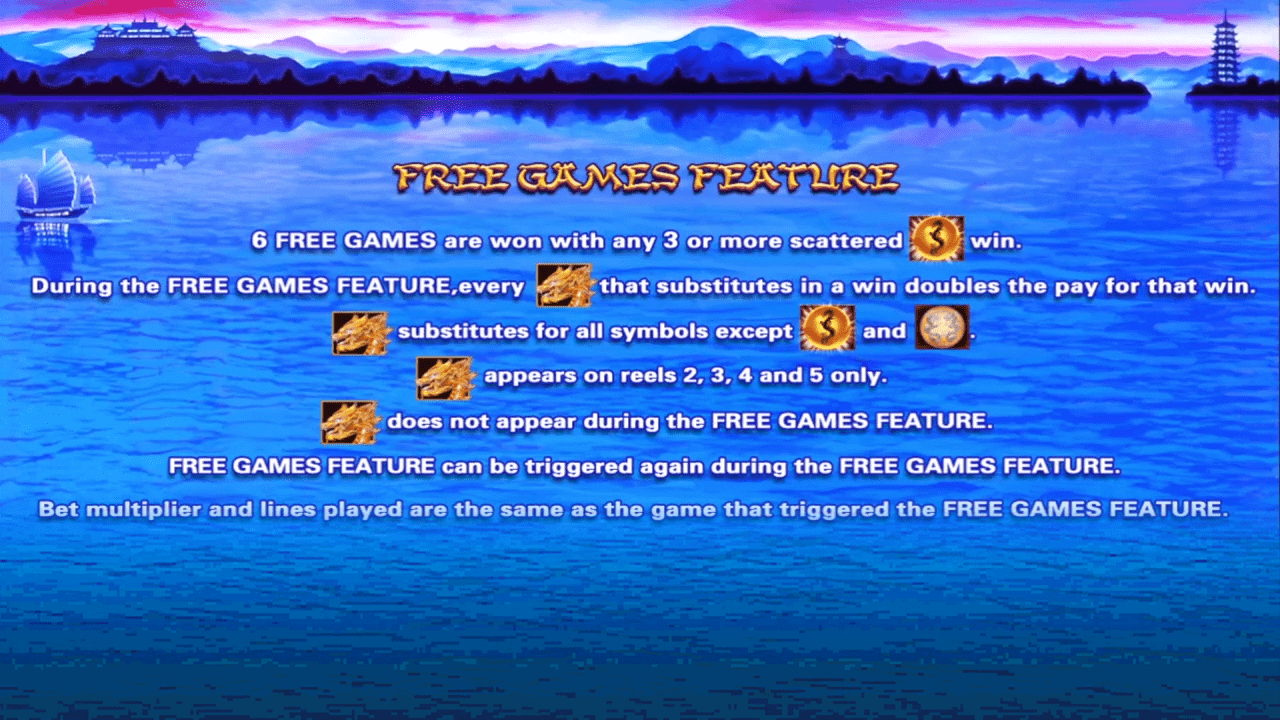 FREE GAMES FEATURE
6 FREE GAMES are won with any 3 or more scattered win.
During the FREE GAMES FEATURE,every that substitutes in a win doubles the pay for that win.
substitutes for all symbols except and .
appears on reels 2, 3, 4 and 5 only.
does not appear during the FREE GAMES FEATURE.
FREE GAMES FEATURE can be triggered again during the FREE GAMES FEATURE.
Bet multiplier and lines played are the same as the game that triggered the FREE GAMES FEATURE.